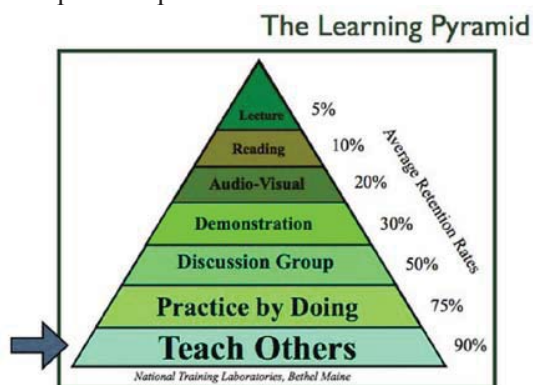 The Learning Pyramid
Lecture 5%
Reading 10%
Audio-Visual 20%
Demonstration 30%
Discussion Group 50%
Practice by Doing 75%
Teach Others 90%
Average Retention Rates
National Training Laboratories, Bethel Maine